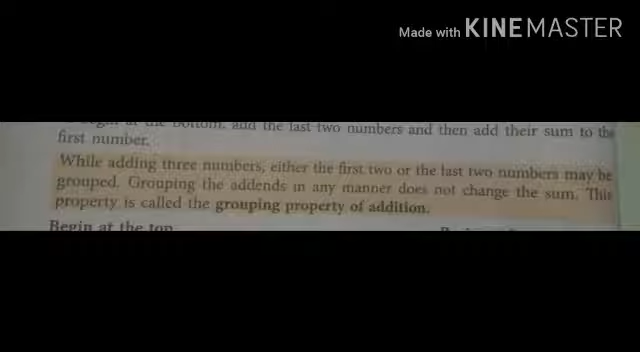 Made with KINEMASTER
bottom, add the last two numbers and then add their sum to the
first number.
While adding three numbers, either the first two or the last two numbers may be
grouped. Grouping the addends in any manner does not change the sum. This
property is called the grouping property of addition.
Begin at the top